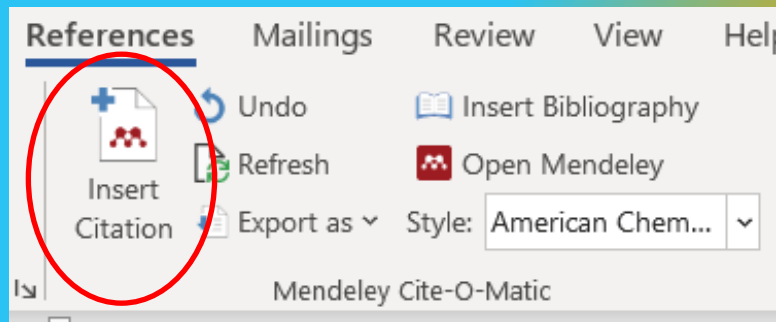 References Mailings Review View Help
Undo Insert Bibliography
Refresh Open Mendeley
Insert
Citation
Export as Style: American Chem...
Mendeley Cite-O-Matic